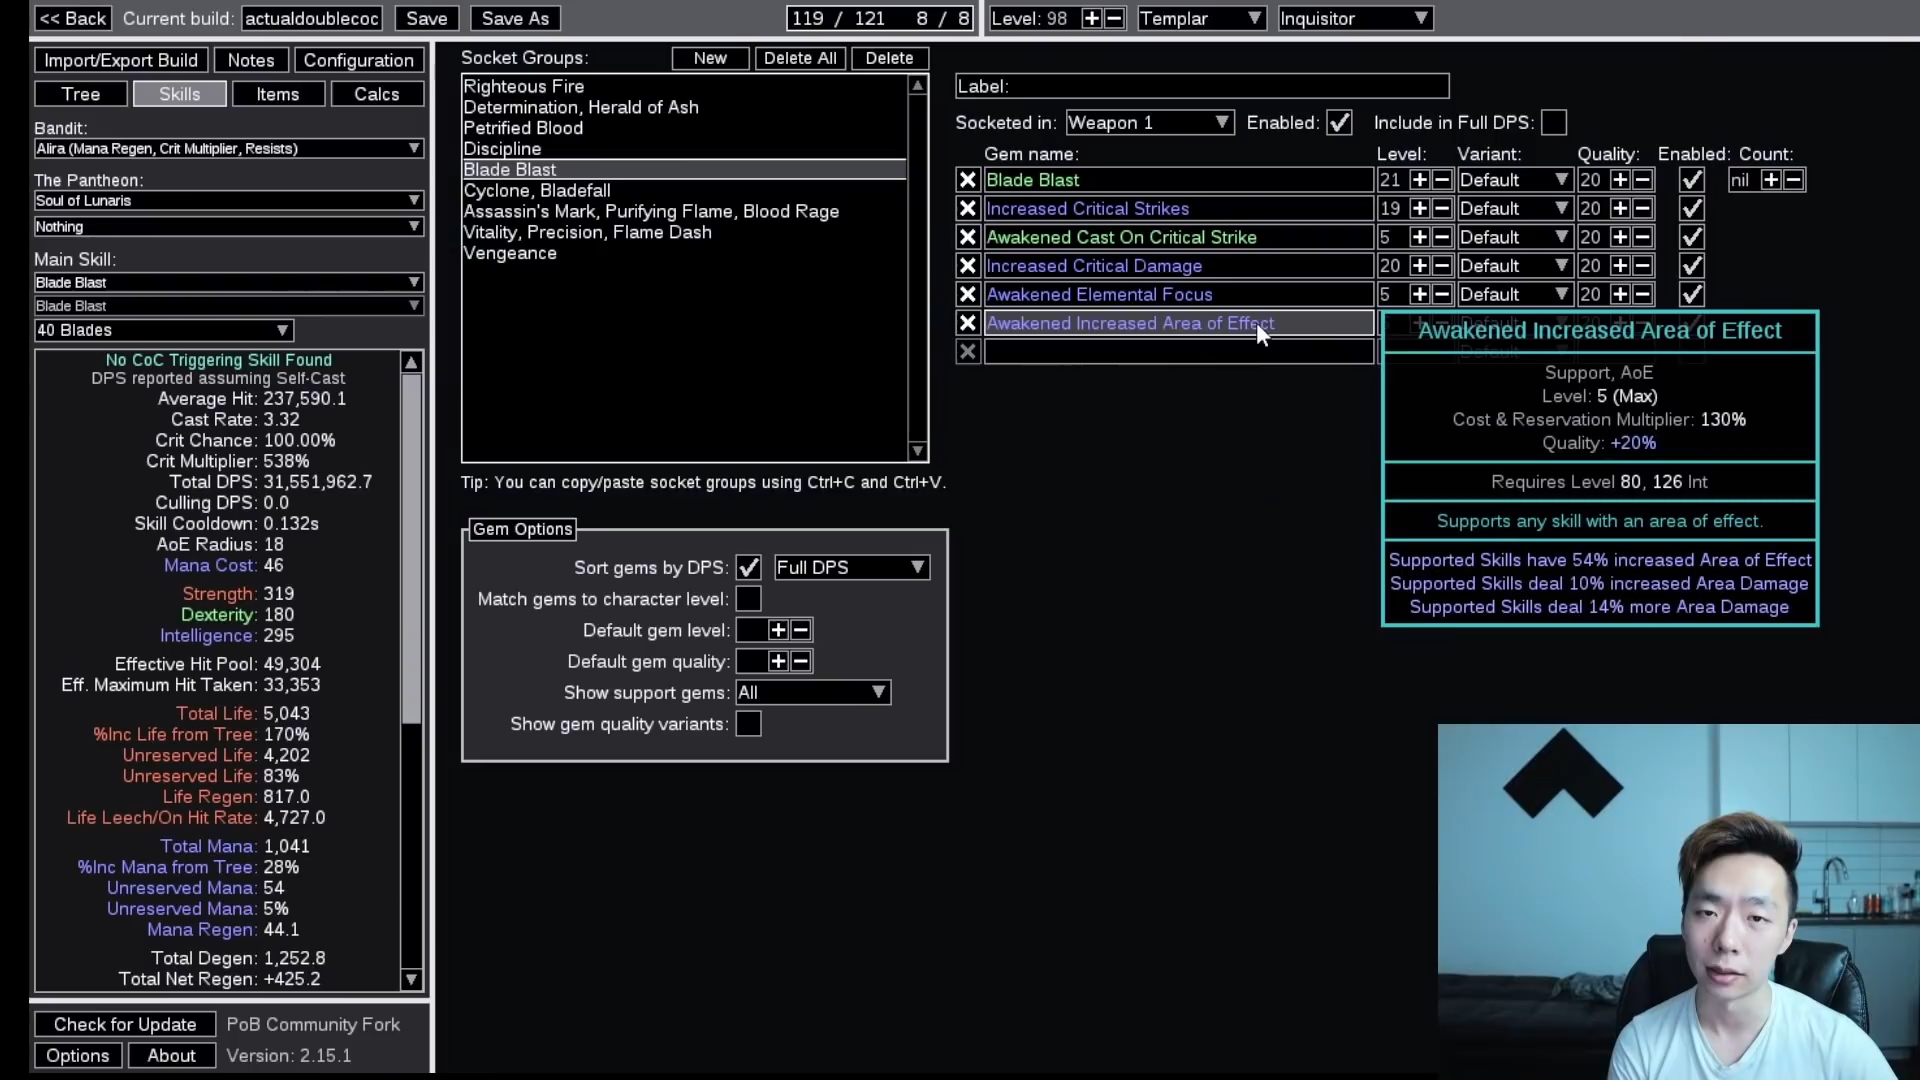 << Back Current build: actualdoublecoc Save Save As 119 / 121 8 / 8 Level: 98 Templar Inquisitor
Import/Export Build Notes Configuration
Tree Skills Items Calcs
Bandit:
Alira (Mana Regen, Crit Multiplier, Resists)
The Pantheon:
Soul of Lunaris
Nothing
Main Skill:
Blade Blast
Blade Blast
40 Blades
No CoC Triggering Skill Found
DPS reported assuming Self-Cast
Average Hit: 237,590.1
Cast Rate: 3.32
Crit Chance: 100.00%
Crit Multiplier: 538%
Total DPS: 31,551,962.7
Culling DPS: 0.0
Skill Cooldown: 0.132s
AoE Radius: 18
Mana Cost: 46
Strength: 319
Dexterity: 180
Intelligence: 295
Effective Hit Pool: 49,304
Eff. Maximum Hit Taken: 33,353
Total Life: 5,043
%Inc Life from Tree: 170%
Unreserved Life: 4,202
Unreserved Life: 83%
Life Regen: 817.0
Life Leech/On Hit Rate: 4,727.0
Total Mana: 1,041
%Inc Mana from Tree: 28%
Unreserved Mana: 54
Unreserved Mana: 5%
Mana Regen: 44.1
Total Degen: 1,252.8
Total Net Regen: +425.2
Check for Update PoB Community Fork
Options About Version: 2.15.1
Socket Groups: New Delete All Delete
Righteous Fire
Determination, Herald of Ash
Petrified Blood
Discipline
Blade Blast
Cyclone, Bladefall
Assassin's Mark, Purifying Flame, Blood Rage
Vitality, Precision, Flame Dash
Vengeance
Tip: You can copy/paste socket groups using Ctrl+C and Ctrl+V.
Gem Options
Sort gems by DPS: Full DPS
Match gems to character level:
Default gem level:
Default gem quality:
Show support gems: All
Show gem quality variants:
Label:
Socketed in: Weapon 1 Enabled: Include in Full DPS:
Gem name: Level: Variant: Quality: Enabled: Count:
Blade Blast 21 Default 20 nil
Increased Critical Strikes 19 Default 20
Awakened Cast On Critical Strike 5 Default 20
Increased Critical Damage 20 Default 20
Awakened Elemental Focus 5 Default 20
Awakened Increased Area of Effect
Awakened Increased Area of Effect
Support, AoE
Level: 5 (Max)
Cost & Reservation Multiplier: 130%
Quality: +20%
Requires Level 80, 126 Int
Supports any skill with an area of effect.
Supported Skills have 54% increased Area of Effect
Supported Skills deal 10% increased Area Damage
Supported Skills deal 14% more Area Damage